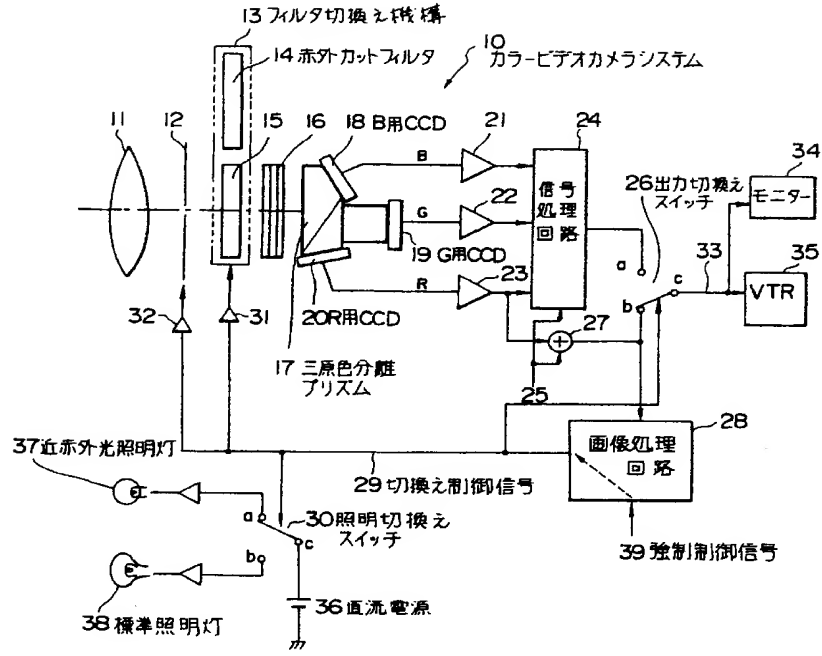 13 フィルタ切換え機構
14 赤外カットフィルタ
10
カラービデオカメラシステム
11
12
15
16
18 B用CCD
21
24
B
信号
処理
回路
34
モニター
26 出力切換え
スイッチ
22
G
19 G用CCD
a
c
33
35
VTR
b
23
R
20R用CCD
27
32
31
17 三原色分離
プリズム
25
28
画像処理
回路
37 近赤外光照明灯
29 切換え制御信号
a
30 照明切換え
スイッチ
c
b
39 強制制御信号
36 直流電源
38 標準照明灯